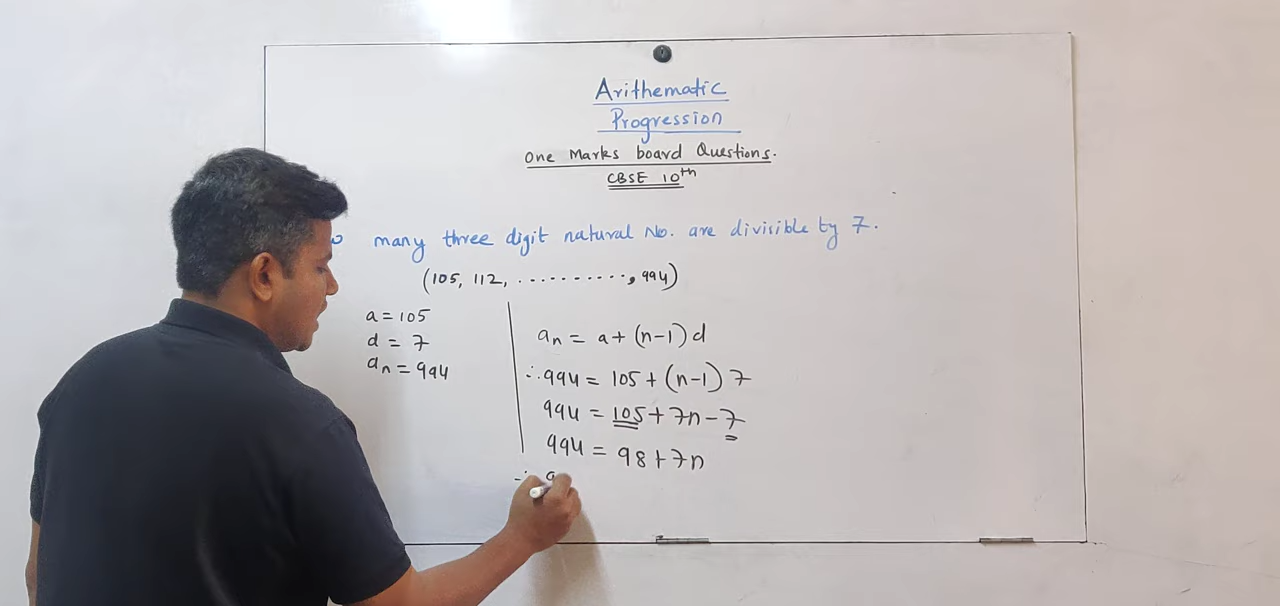 Arithematic
Progression
One Marks board Questions.
CBSE 10th
many three digit natural No. are divisible by 7.
(105, 112, .........., 994)
a = 105
d = 7
an = 994
an = a + (n-1) d
∴ 994 = 105 + (n-1) 7
994 = 105 + 7n - 7
994 = 98 + 7n
∴ 9